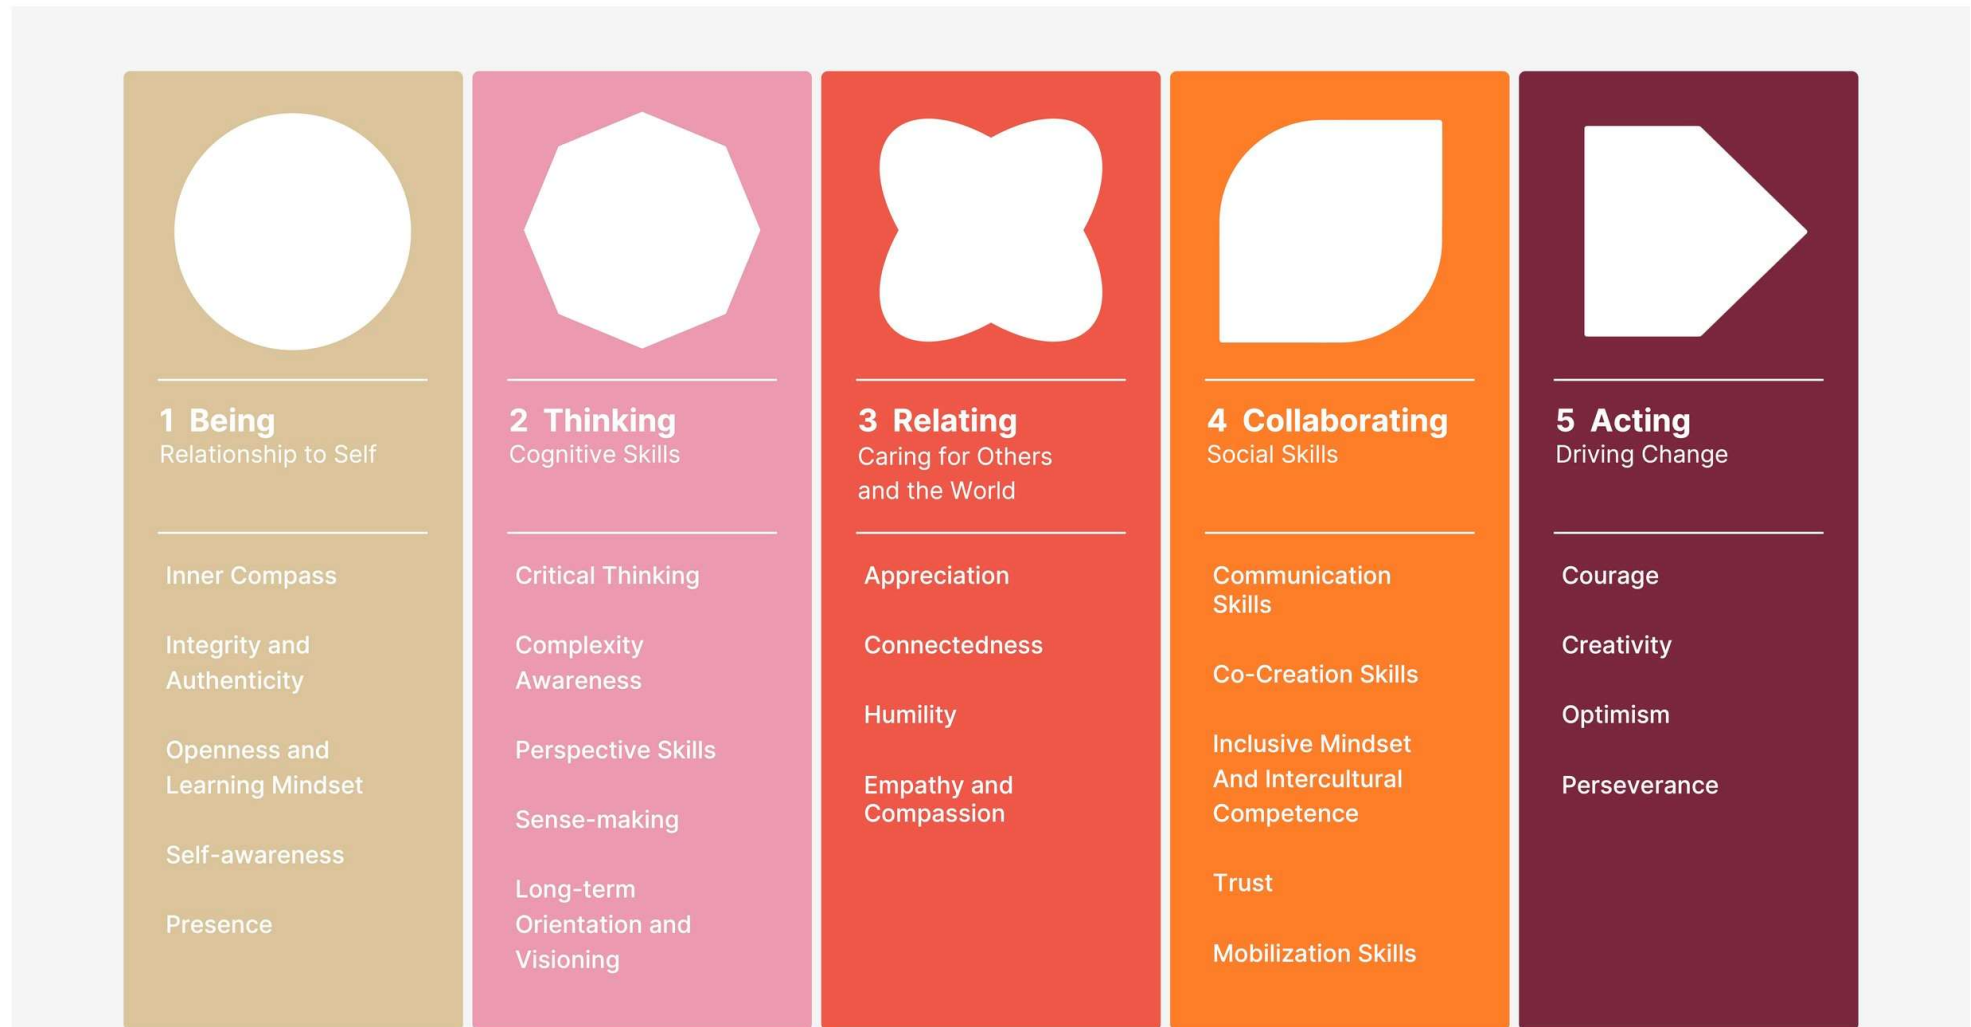 1 Being
Relationship to Self
Inner Compass
Integrity and
Authenticity
Openness and
Learning Mindset
Self-awareness
Presence
2 Thinking
Cognitive Skills
Critical Thinking
Complexity
Awareness
Perspective Skills
Sense-making
Long-term
Orientation and
Visioning
3 Relating
Caring for Others
and the World
Appreciation
Connectedness
Humility
Empathy and
Compassion
4 Collaborating
Social Skills
Communication
Skills
Co-Creation Skills
Inclusive Mindset
And Intercultural
Competence
Trust
Mobilization Skills
5 Acting
Driving Change
Courage
Creativity
Optimism
Perseverance